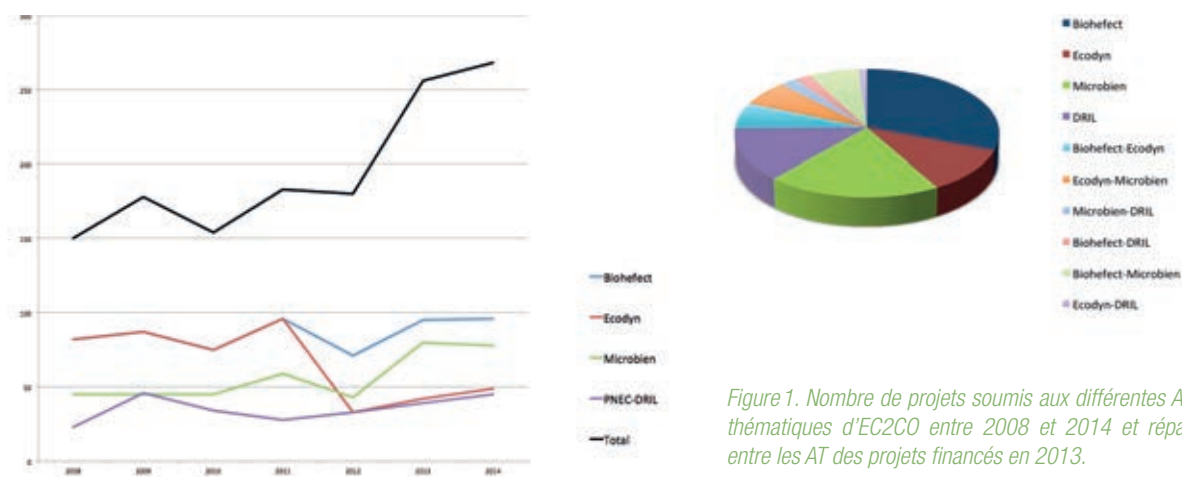 300
250
200
150
100
50
0
2008 2009 2010 2011 2012 2013 2014
Biohefect
Ecodyn
Microbien
PNEC-DRIL
Total
Biohefect
Ecodyn
Microbien
DRIL
Biohefect-Ecodyn
Ecodyn-Microbien
Microbien-DRIL
Biohefect-DRIL
Biohefect-Microbien
Ecodyn-DRIL
Figure 1. Nombre de projets soumis aux différentes A
thématiques d'EC2CO entre 2008 et 2014 et répa
entre les AT des projets financés en 2013.